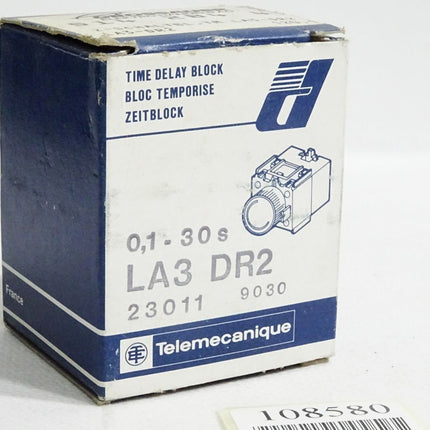 TIME DELAY BLOCK
BLOC TEMPORISE
ZEITBLOCK
d
0,1 - 30 s
LA3 DR2
23011 9030
France
Telemecanique
108580